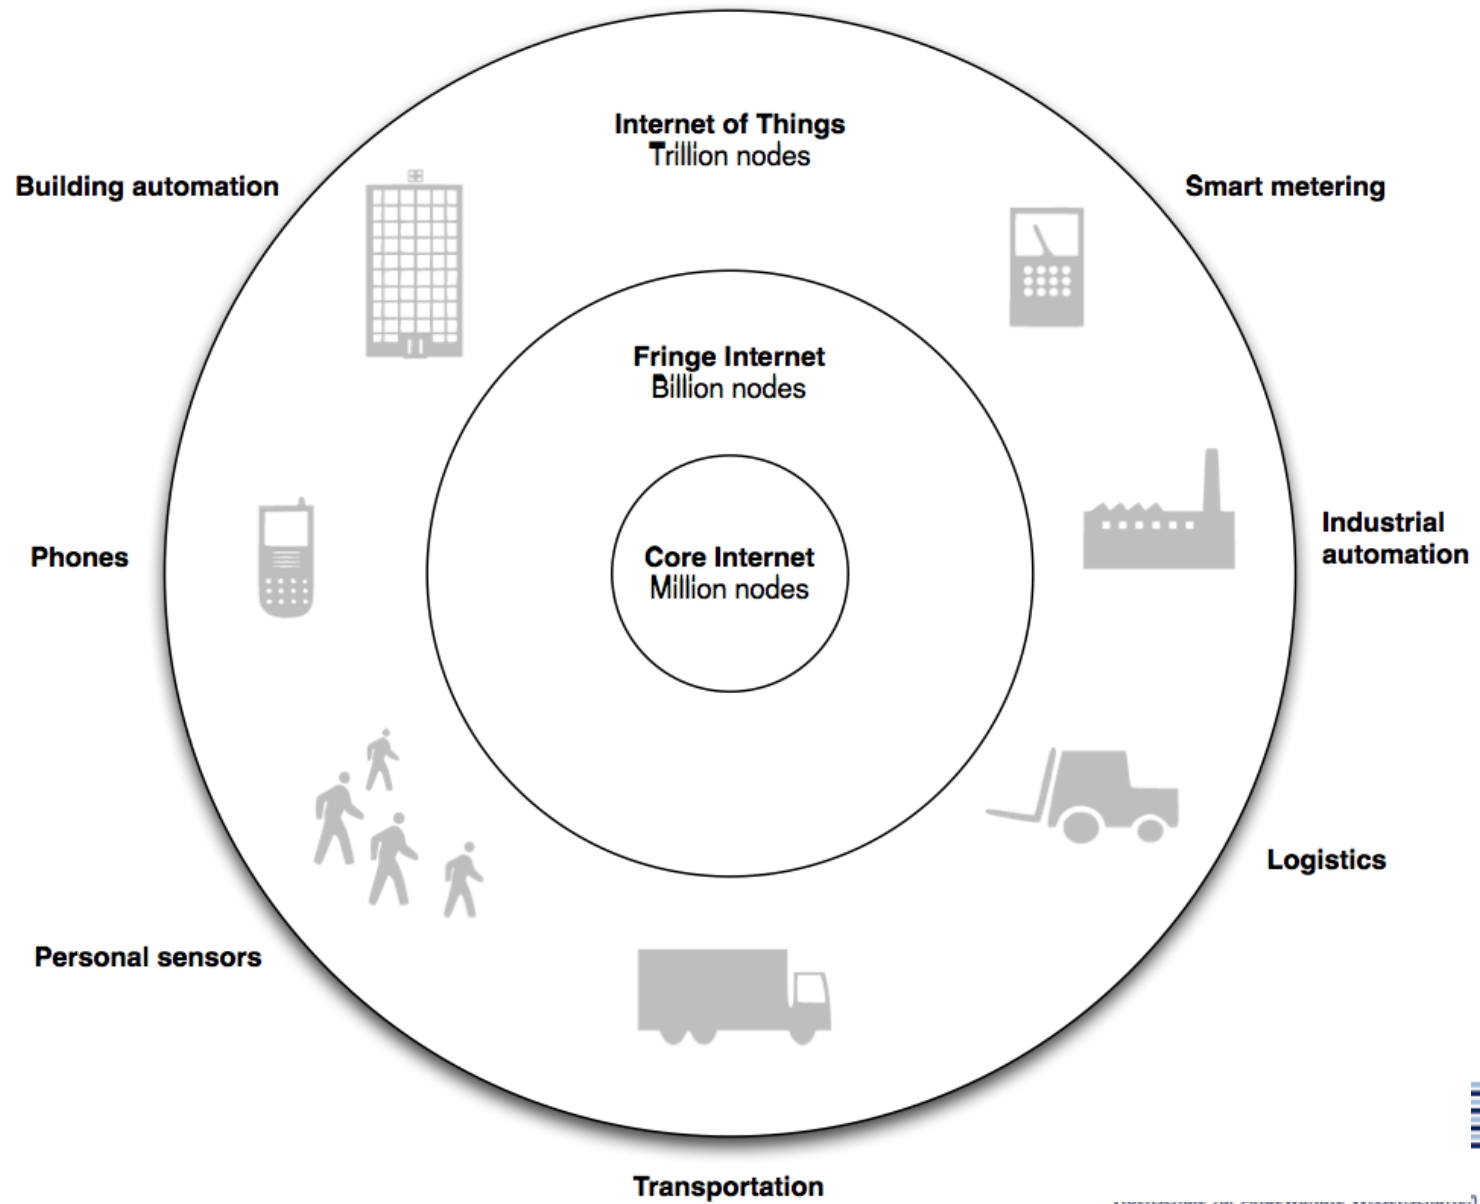 Internet of Things
Trillion nodes
Building automation
Smart metering
Fringe Internet
Billion nodes
Core Internet
Million nodes
Phones
Industrial
automation
Logistics
Personal sensors
Transportation